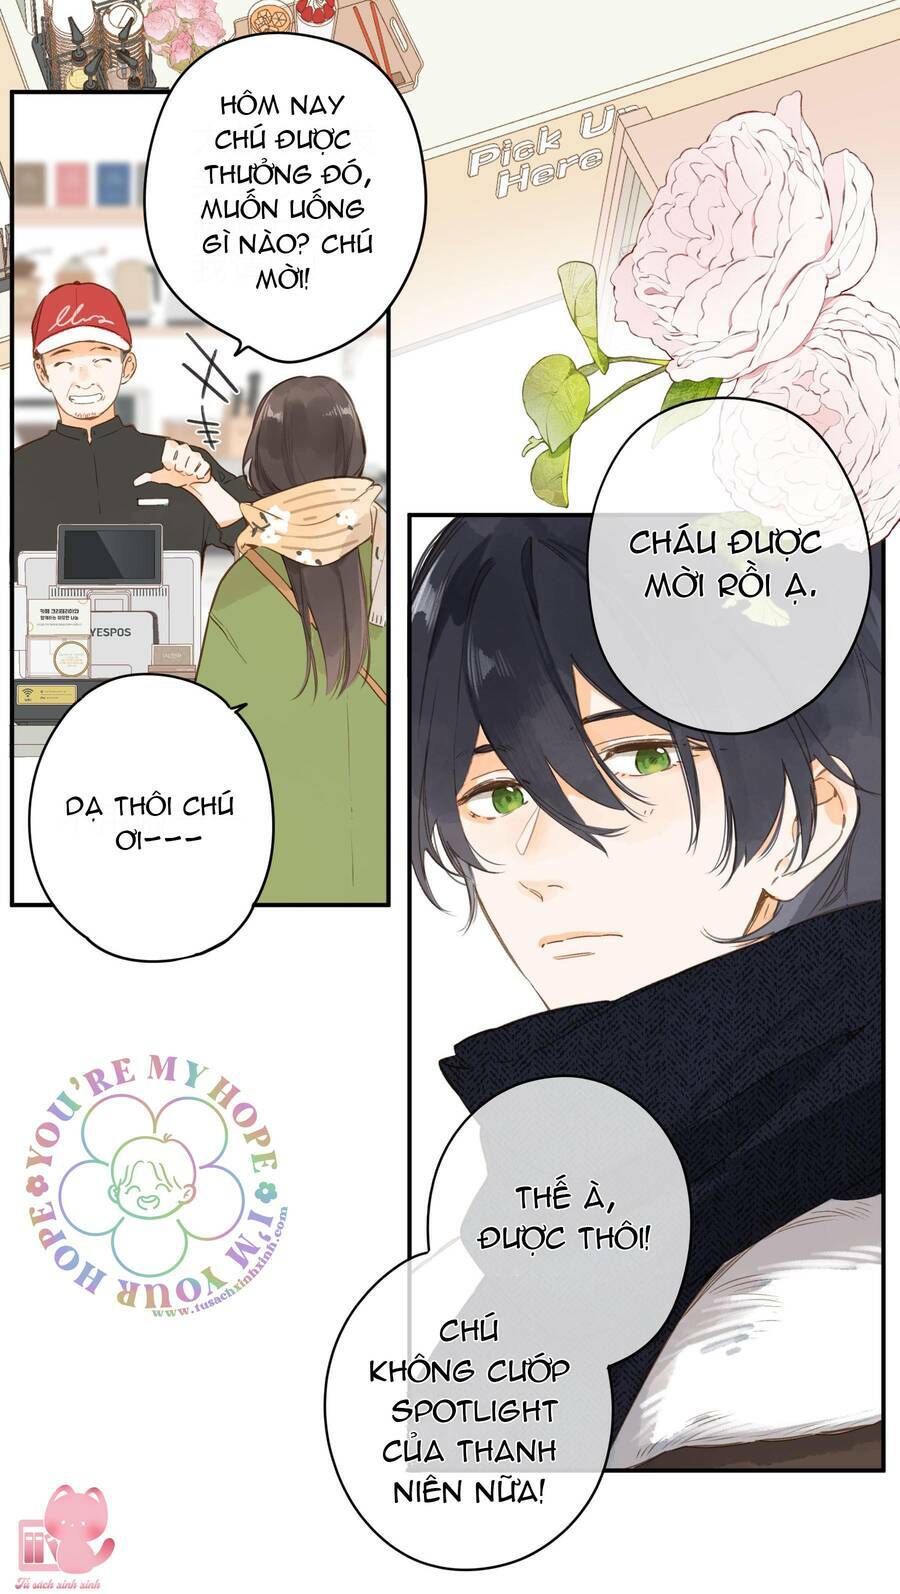 HÔM NAY
CHÚ ĐƯỢC
THƯỞNG ĐÓ,
MUỐN UỐNG
GÌ NÀO? CHÚ
MỜI!
Pick U
Here
CHÁU ĐƯỢC
MỜI RỒI Ạ.
YESPOS
DẠ THÔI CHÚ
ƠI---
THẾ À,
ĐƯỢC THÔI!
CHÚ
KHÔNG CƯỚP
SPOTLIGHT
CỦA THANH
NIÊN NỮA!
YOU'RE MY HOPE
I'M YOUR HOPE
www.tusachxinhxinh.com
Tủ sách xinh xinh